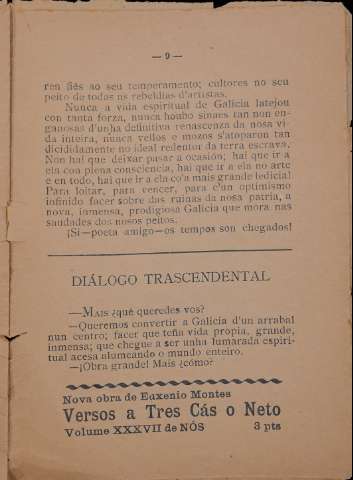 — 9 —
ren fiés ao seu temperamento; cultores no seu
peito de todas as rebeldías d'artistas.
Nunca a vida espiritual de Galicia latejou
con tanta forza, nunca houbo sinaes tan non en-
ganosas d'unha definitiva renascenza da nosa vi-
da inteira, nunca vellos e mozos s'atoparon tan
dicididamente no ideal redentor da terra escrava.
Non hai que deixar pasar a ocasión; hai que ir a
ela con plena consciencia, hai que ir a ela no arte
e en todo, hai que ir a ela co'a mais grande ledicia!
Para loitar, para vencer, para c'un optimismo
infinido facer sobre das ruinas da nosa patria, a
nova, inmensa, prodigiosa Galicia que mora nas
saudades dos nosos peitos.
¡Si—poeta amigo—os tempos son chegados!
DIÁLOGO TRASCENDENTAL
—MAIS ¿qué queredes vos?
—Queremos convertir a Galicia d'un arrabal
nun centro; facer que teña vida propia, grande,
inmensa; que chegue a ser unha fumarada espiri-
tual acesa alumeando o mundo enteiro.
—¡Obra grande! Mais ¿cómo?
Nova obra de Euxenio Montes
Versos a Tres Cás o Neto
Volume XXXVII de NÓS 3 pts